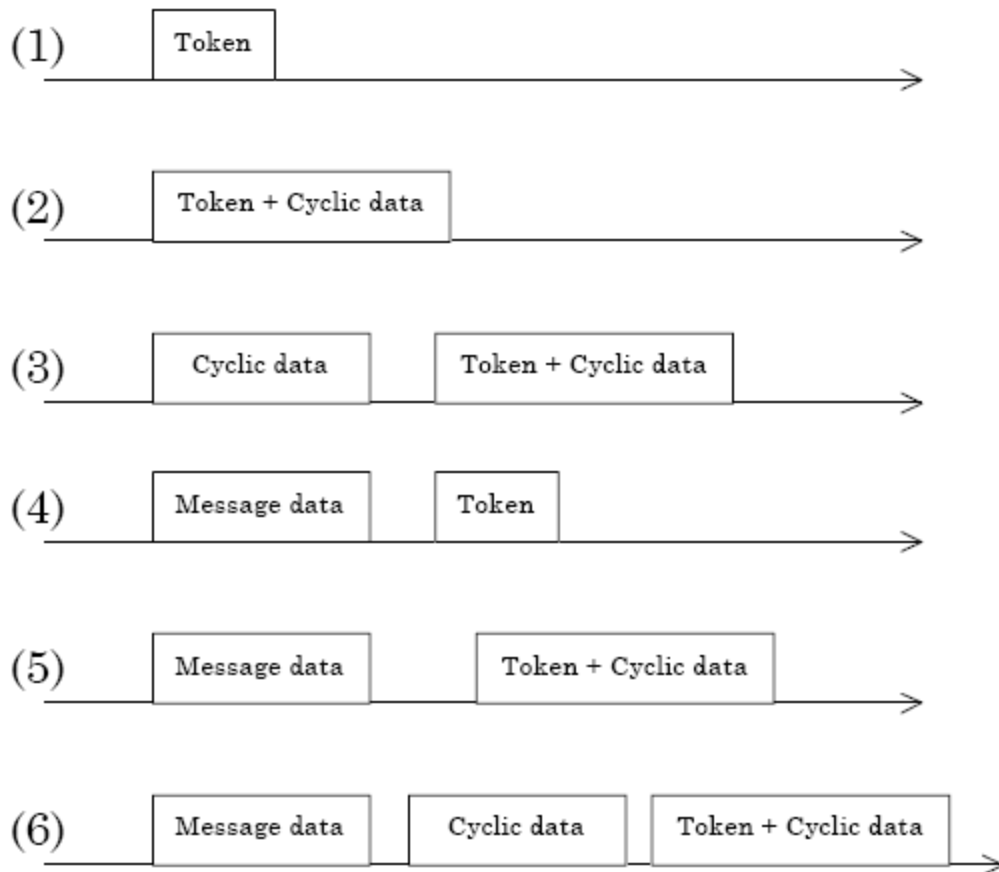 (1) Token
(2) Token + Cyclic data
(3) Cyclic data Token + Cyclic data
(4) Message data Token
(5) Message data Token + Cyclic data
(6) Message data Cyclic data Token + Cyclic data